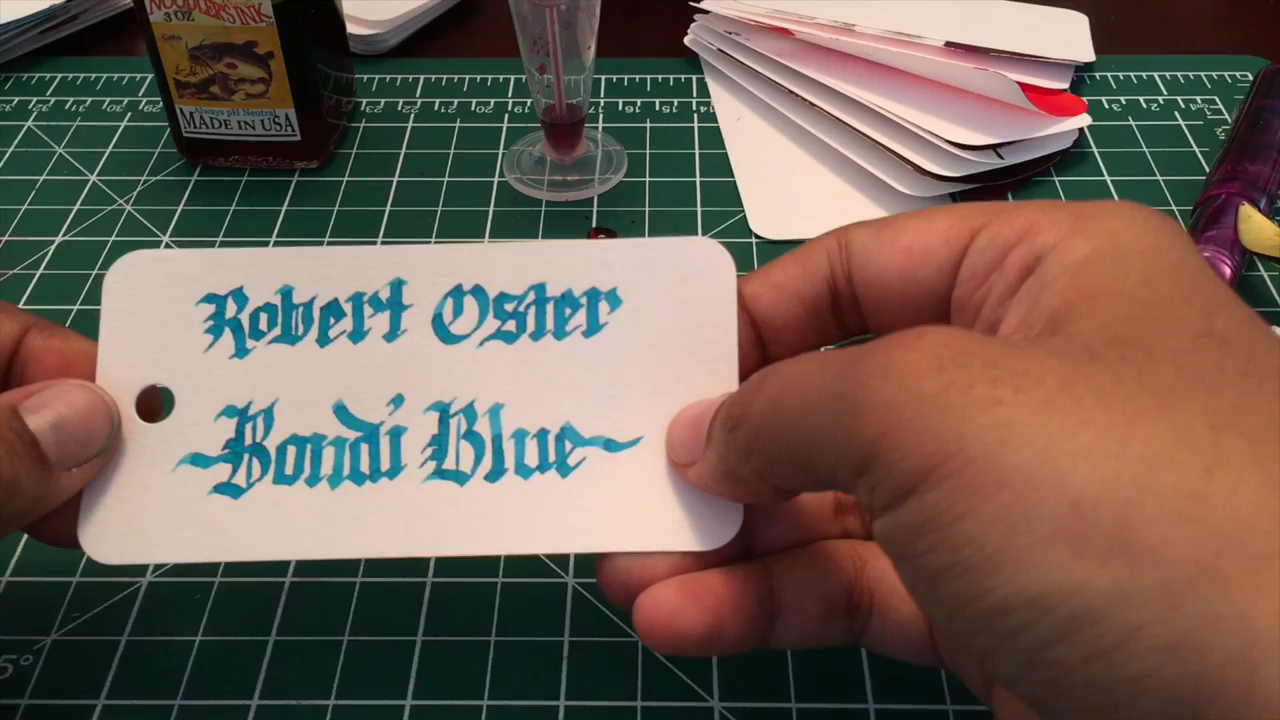 NOODLER'S INK
3 OZ
Always pH Neutral
MADE IN USA
Robert Oster
Bondi Blue